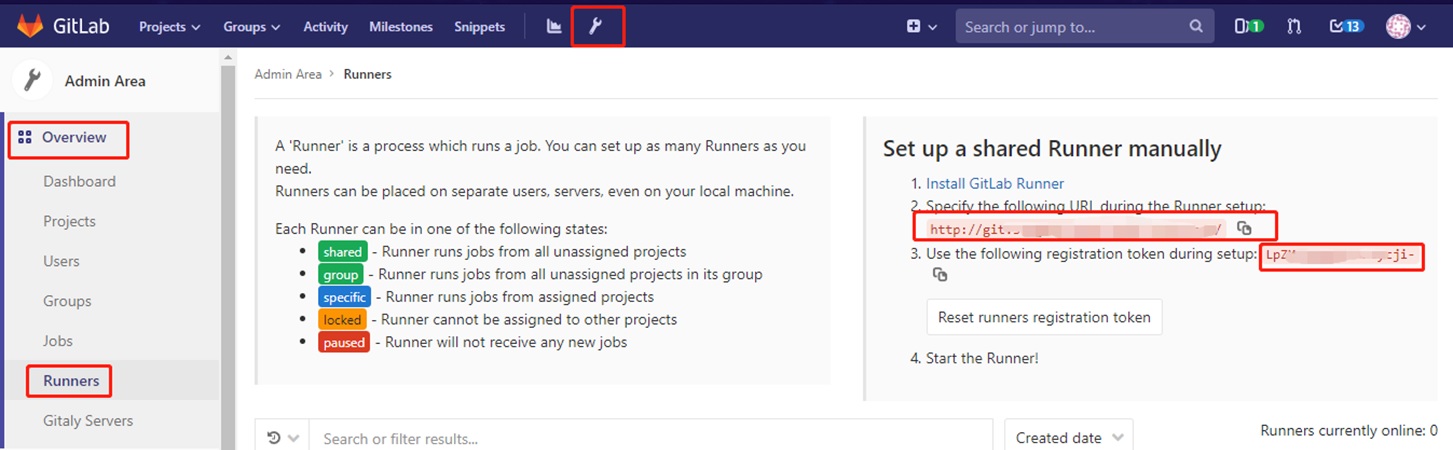 GitLab Projects Groups Activity Milestones Snippets Search or jump to... 1 13
Admin Area
Overview
Dashboard
Projects
Users
Groups
Jobs
Runners
Gitaly Servers
Admin Area > Runners
A 'Runner' is a process which runs a job. You can set up as many Runners as you
need.
Runners can be placed on separate users, servers, even on your local machine.
Each Runner can be in one of the following states:
• shared - Runner runs jobs from all unassigned projects
• group - Runner runs jobs from all unassigned projects in its group
• specific - Runner runs jobs from assigned projects
• locked - Runner cannot be assigned to other projects
• paused - Runner will not receive any new jobs
Set up a shared Runner manually
1. Install GitLab Runner
2. Specify the following URL during the Runner setup:
http://git.
3. Use the following registration token during setup:
Reset runners registration token
4. Start the Runner!
Search or filter results...
Created date
Runners currently online: 0